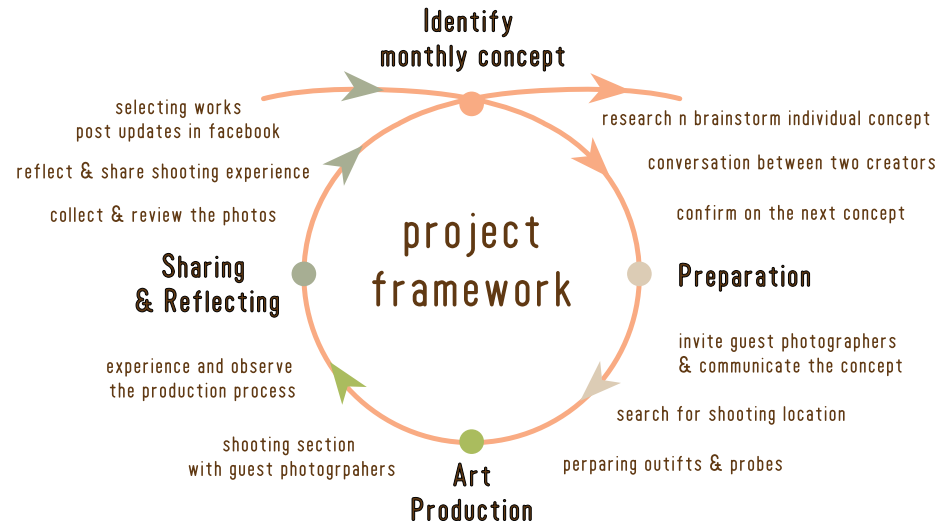 Identify
monthly concept
research n brainstorm individual concept
conversation between two creators
confirm on the next concept
Preparation
invite guest photographers
& communicate the concept
search for shooting location
perparing outifts & probes
Art
Production
shooting section
with guest photogrpahers
experience and observe
the production process
Sharing
& Reflecting
collect & review the photos
reflect & share shooting experience
selecting works
post updates in facebook
project
framework